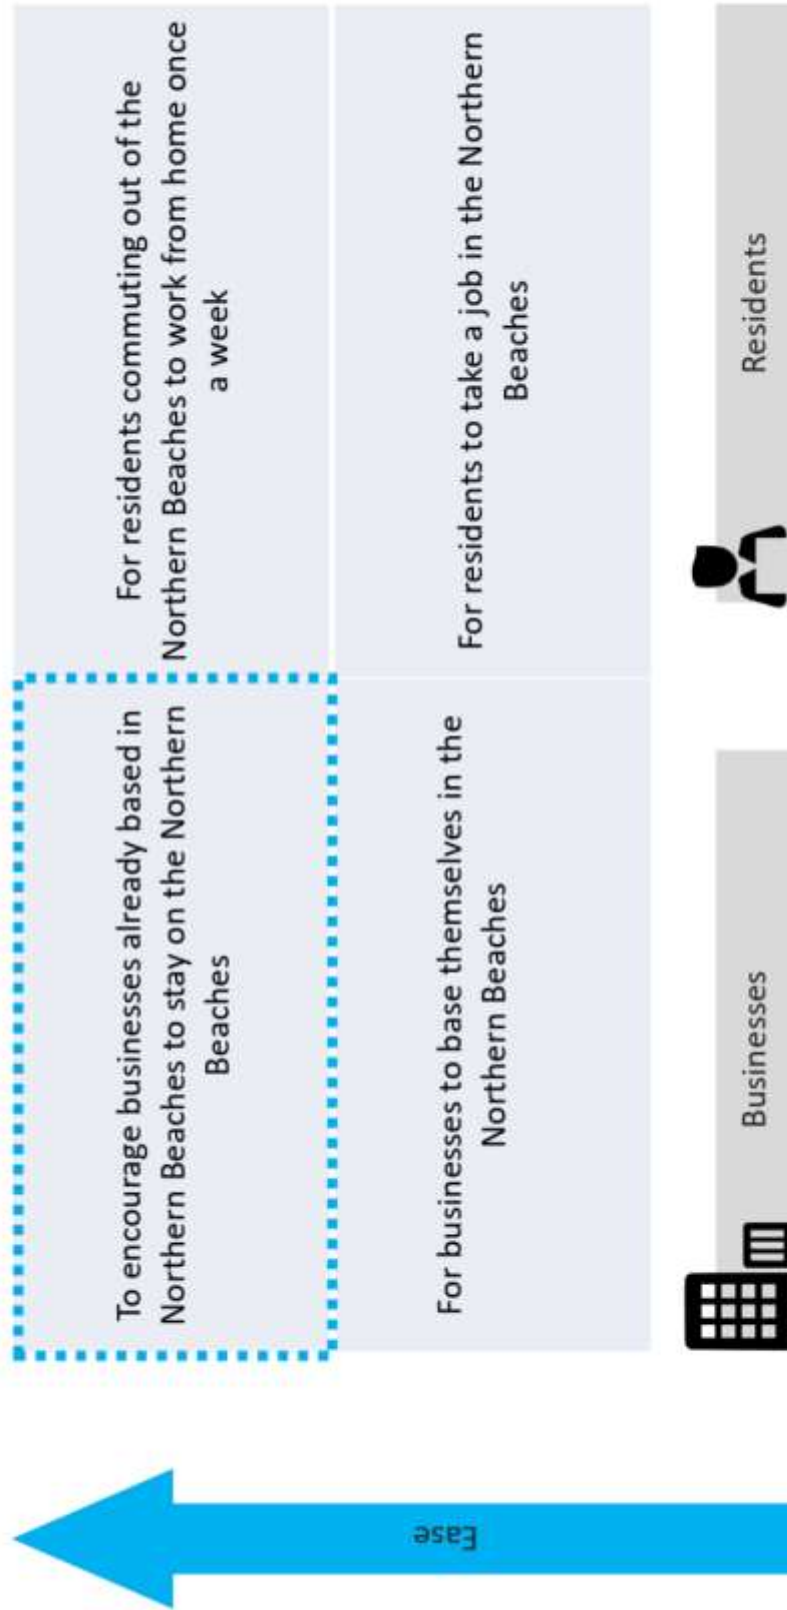 To encourage businesses already based in
Northern Beaches to stay on the Northern
Beaches
For residents commuting out of the
Northern Beaches to work from home once
a week
For businesses to base themselves in the
Northern Beaches
For residents to take a job in the Northern
Beaches
Businesses
Residents
Ease